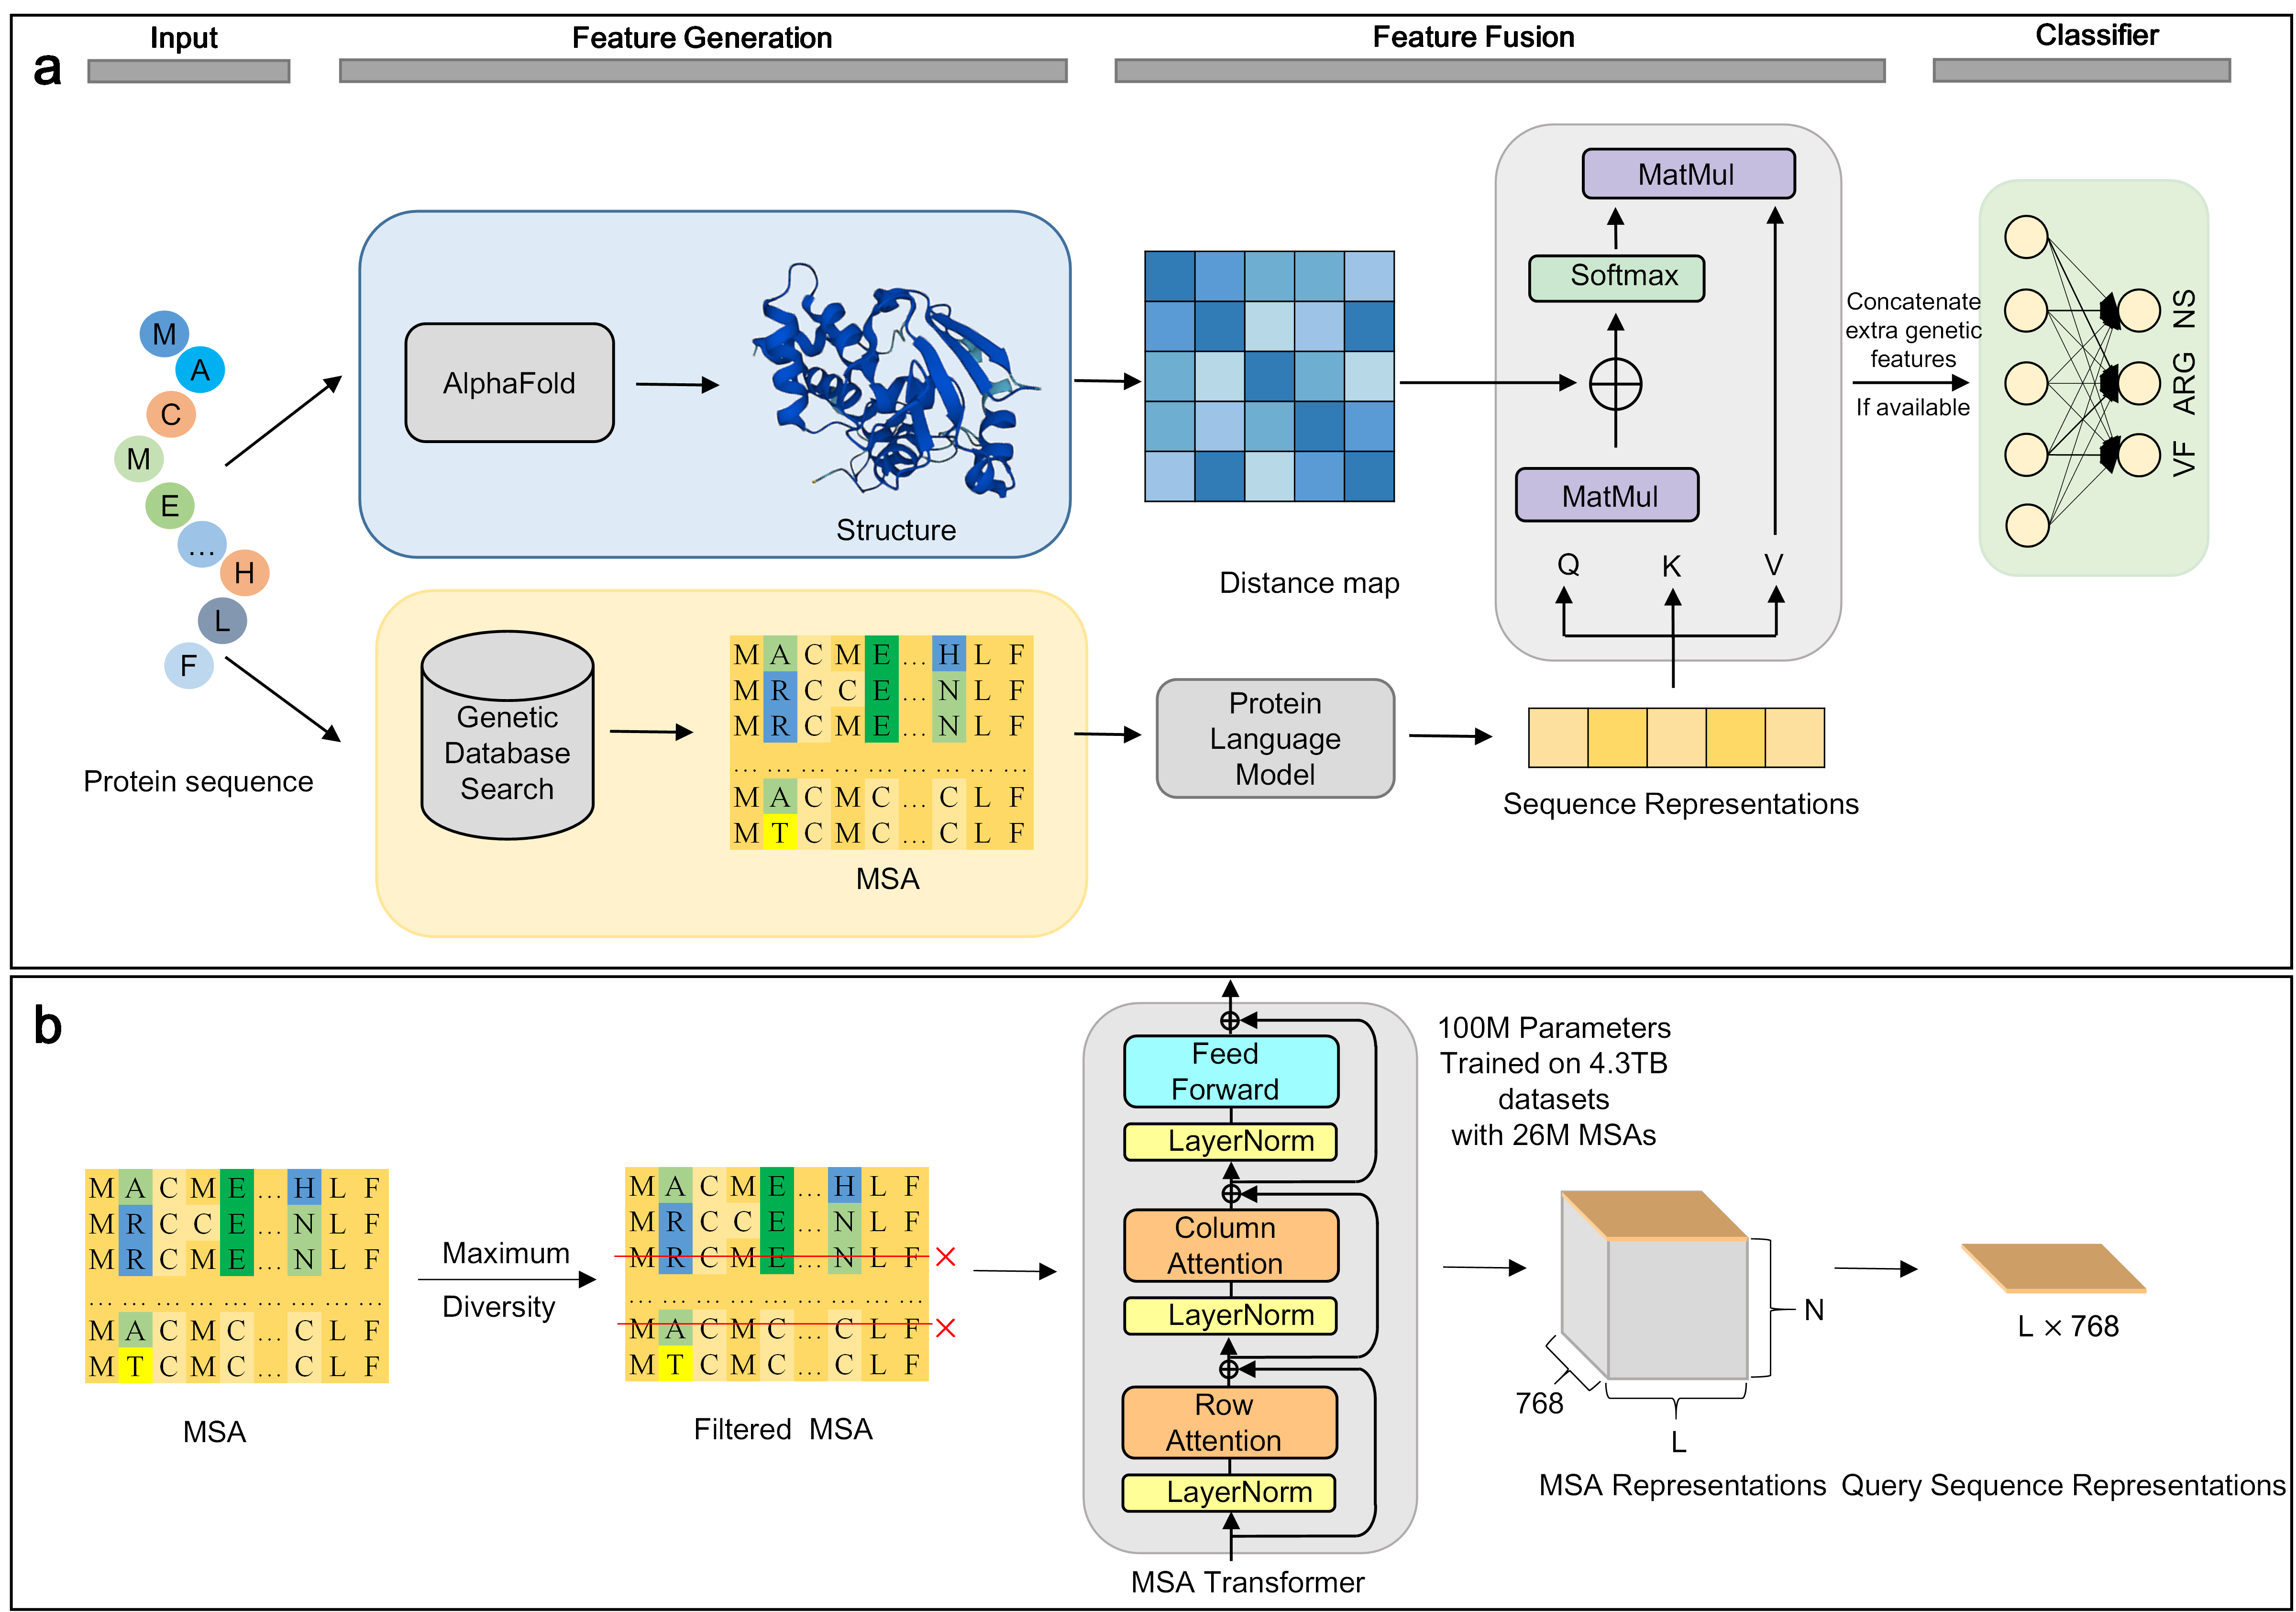 a
Input
Feature Generation
Feature Fusion
Classifier
M
A
C
M
E
...
H
L
F
Protein sequence
AlphaFold
Structure
Genetic
Database
Search
M A C M E ... H L F
M R C C E ... N L F
M R C M E ... N L F
... ... ... ... ... ... ... ... ...
M A C M C ... C L F
M T C M C ... C L F
MSA
Distance map
Protein
Language
Model
MatMul
Softmax
MatMul
Q K V
Sequence Representations
Concatenate
extra genetic
features
If available
NS
ARG
VF
b
M A C M E ... H L F
M R C C E ... N L F
M R C M E ... N L F
... ... ... ... ... ... ... ... ...
M A C M C ... C L F
M T C M C ... C L F
MSA
Maximum
Diversity
M A C M E ... H L F
M R C C E ... N L F
M R C M E ... N L F
... ... ... ... ... ... ... ... ...
M A C M C ... C L F
M T C M C ... C L F
Filtered MSA
Feed
Forward
LayerNorm
Column
Attention
LayerNorm
Row
Attention
LayerNorm
MSA Transformer
100M Parameters
Trained on 4.3TB
datasets
with 26M MSAs
N
768
L
MSA Representations
L × 768
Query Sequence Representations